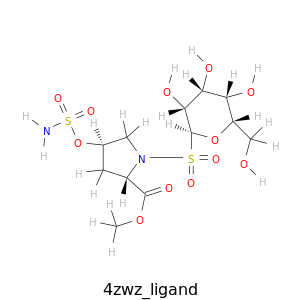 H H
O
H H
O O H
O O H H
H S H H H O
H N O H H
O O
H N S O H
H O H
H H O
O
H
H O
H H
4zwz_ligand